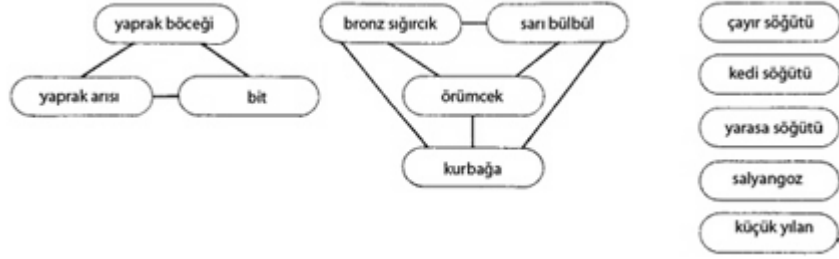 yaprak böceği
yaprak arısı
bit
bronz sığırcık
sarı bülbül
örümcek
kurbağa
çayır söğütü
kedi söğütü
yarasa söğütü
salyangoz
küçük yılan